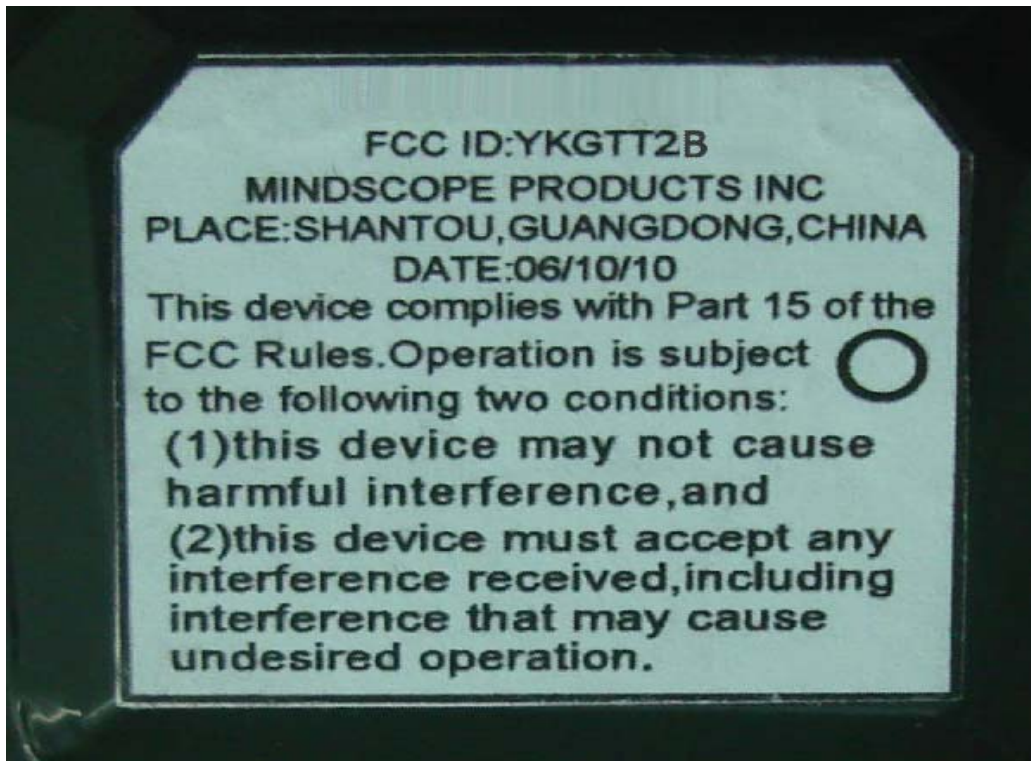 FCC ID:YKGTT2B
MINDSCOPE PRODUCTS INC
PLACE:SHANTOU,GUANGDONG,CHINA
DATE:06/10/10
This device complies with Part 15 of the
FCC Rules.Operation is subject
to the following two conditions:
(1)this device may not cause
harmful interference,and
(2)this device must accept any
interference received,including
interference that may cause
undesired operation.